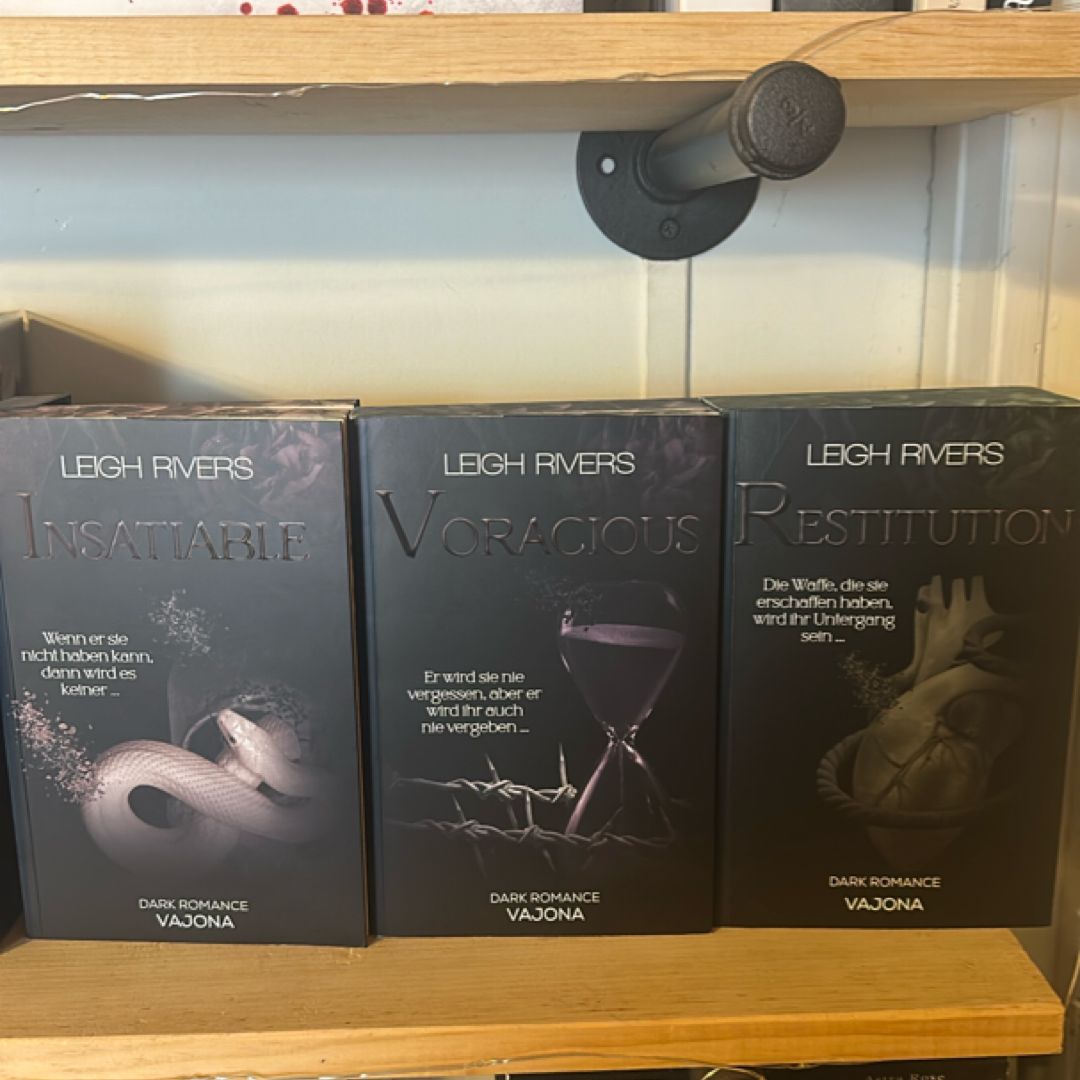 LEIGH RIVERS
INSATIABLE
Wenn er sie
nicht haben kann,
dann wird es
keiner ...
DARK ROMANCE
VAJONA
LEIGH RIVERS
VORACIOUS
Er wird sie nie
vergessen, aber er
wird ihr auch
nie vergeben ...
DARK ROMANCE
VAJONA
LEIGH RIVERS
RESTITUTION
Die Waffe, die sie
erschaffen haben,
wird ihr Untergang
sein ...
DARK ROMANCE
VAJONA